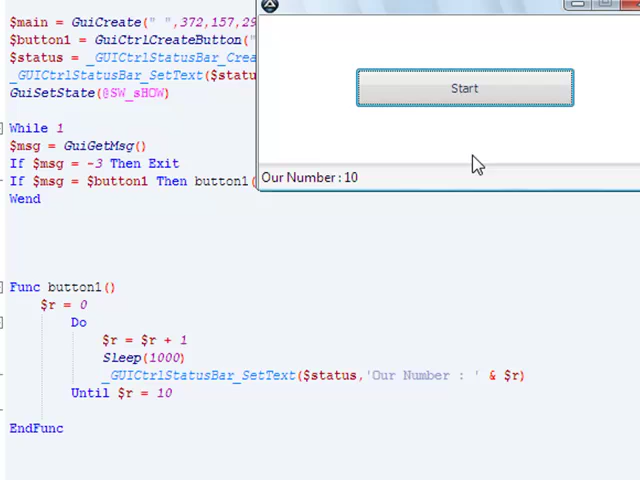 $main = GuiCreate(" ",372,157,29
$button1 = GuiCtrlCreateButton("
$status = _GUICtrlStatusBar_Crea
_GUICtrlStatusBar_SetText($statu
GuiSetState(@SW_sHOW)
Start
While 1
$msg = GuiGetMsg()
If $msg = -3 Then Exit
If $msg = $button1 Then button1(
Our Number : 10
Wend
Func button1()
$r = 0
Do
$r = $r + 1
Sleep(1000)
_GUICtrlStatusBar_SetText($status,'Our Number : ' & $r)
Until $r = 10
EndFunc